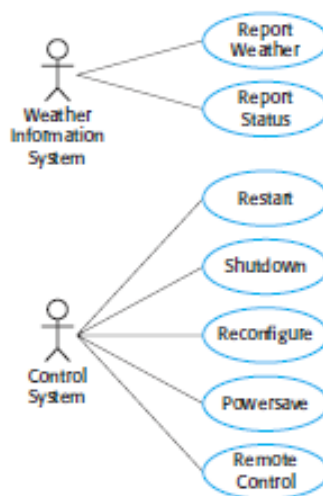 Report
Weather
Report
Status
Weather
Information
System
Restart
Shutdown
Reconfigure
Powersave
Control
System
Remote
Control